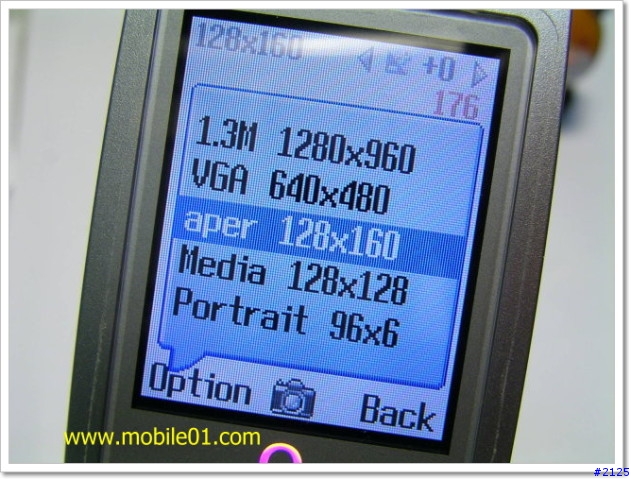 128x160 +0
176
1.3M 1280x960
VGA 640x480
aper 128x160
Media 128x128
Portrait 96x6
Option Back
www.mobile01.com
#2125